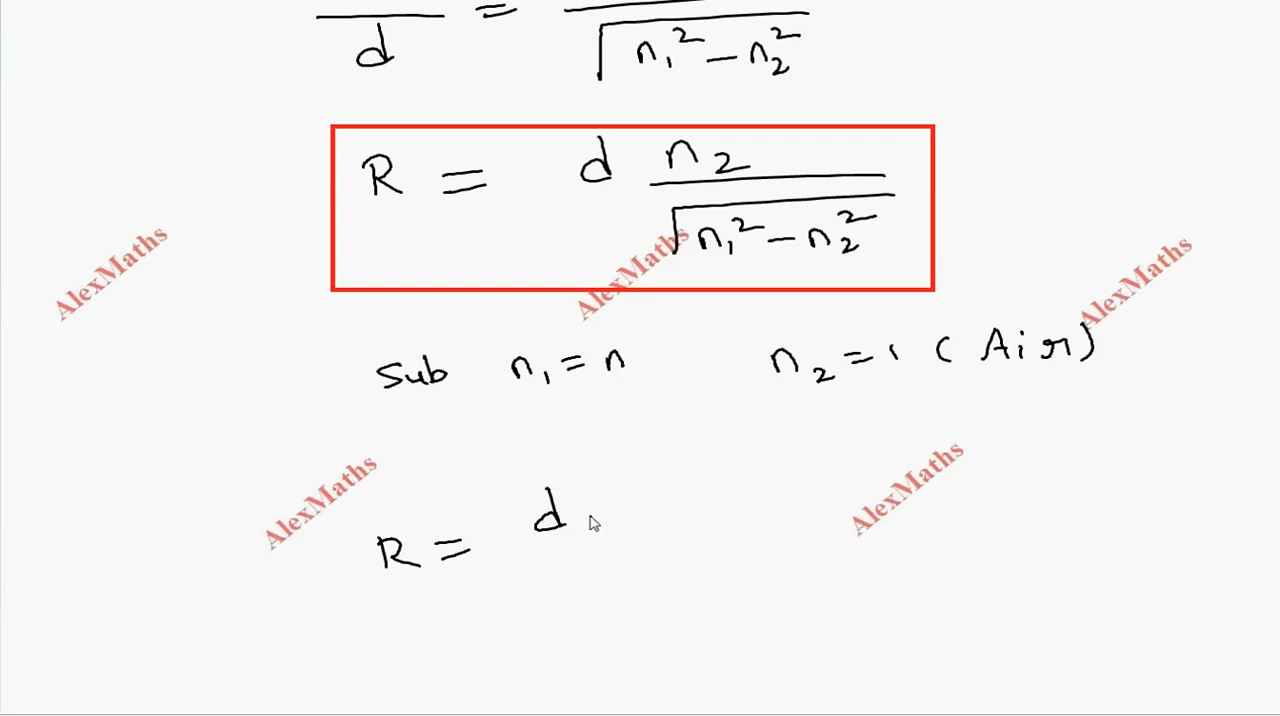 d = √n₁² − n₂²
R = d n₂ / √n₁² − n₂²
AlexMaths
AlexMaths
AlexMaths
Sub n₁ = n n₂ = 1 (Air)
AlexMaths
AlexMaths
R = d